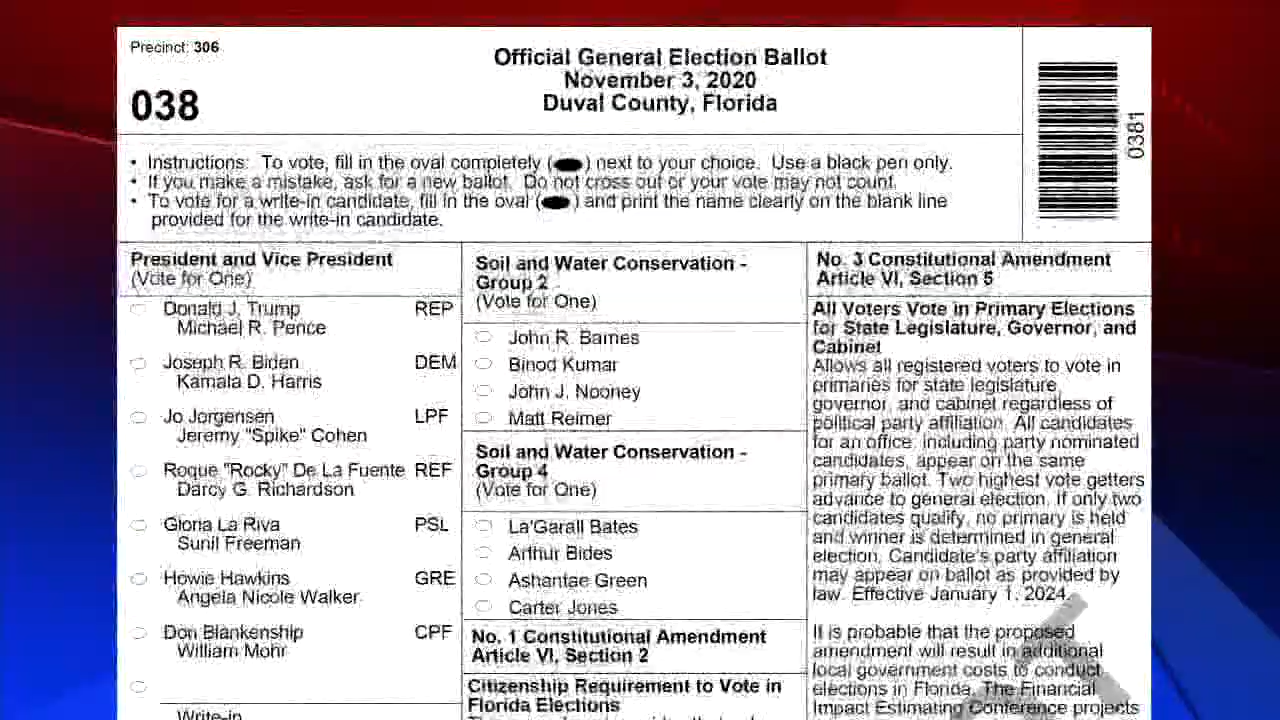 Precinct: 306
038
Official General Election Ballot
November 3, 2020
Duval County, Florida
0381
• Instructions: To vote, fill in the oval completely ( ) next to your choice. Use a black pen only.
• If you make a mistake, ask for a new ballot. Do not cross out or your vote may not count.
• To vote for a write-in candidate, fill in the oval ( ) and print the name clearly on the blank line
provided for the write-in candidate.
President and Vice President
(Vote for One)
Donald J. Trump REP
Michael R. Pence
Joseph R. Biden DEM
Kamala D. Harris
Jo Jorgensen LPF
Jeremy "Spike" Cohen
Roque "Rocky" De La Fuente REF
Darcy G. Richardson
Gloria La Riva PSL
Sunil Freeman
Howie Hawkins GRE
Angela Nicole Walker
Don Blankenship CPF
William Mohr
Write-in
Soil and Water Conservation -
Group 2
(Vote for One)
John R. Barnes
Binod Kumar
John J. Nooney
Matt Reimer
Soil and Water Conservation -
Group 4
(Vote for One)
La'Garall Bates
Arthur Bides
Ashantae Green
Carter Jones
No. 1 Constitutional Amendment
Article VI, Section 2
Citizenship Requirement to Vote in
Florida Elections
No. 3 Constitutional Amendment
Article VI, Section 5
All Voters Vote in Primary Elections
for State Legislature, Governor, and
Cabinet
Allows all registered voters to vote in
primaries for state legislature,
governor, and cabinet regardless of
political party affiliation. All candidates
for an office, including party nominated
candidates, appear on the same
primary ballot. Two highest vote getters
advance to general election. If only two
candidates qualify, no primary is held
and winner is determined in general
election. Candidate's party affiliation
may appear on ballot as provided by
law. Effective January 1, 2024.
It is probable that the proposed
amendment will result in additional
local government costs to conduct
elections in Florida. The Financial
Impact Estimating Conference projects